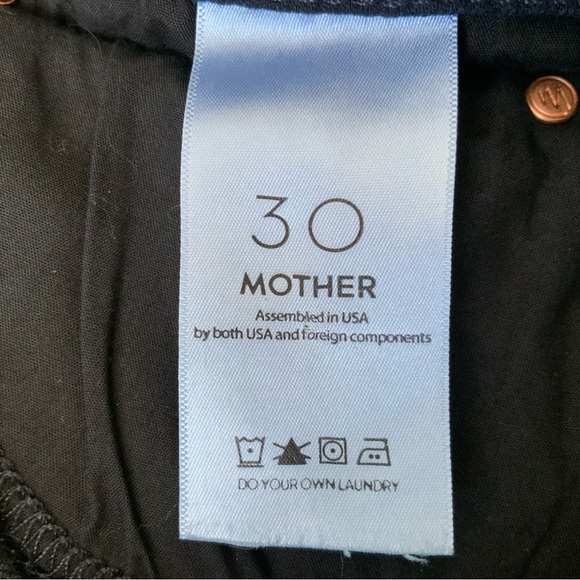 30
MOTHER
Assembled in USA
by both USA and foreign components
DO YOUR OWN LAUNDRY